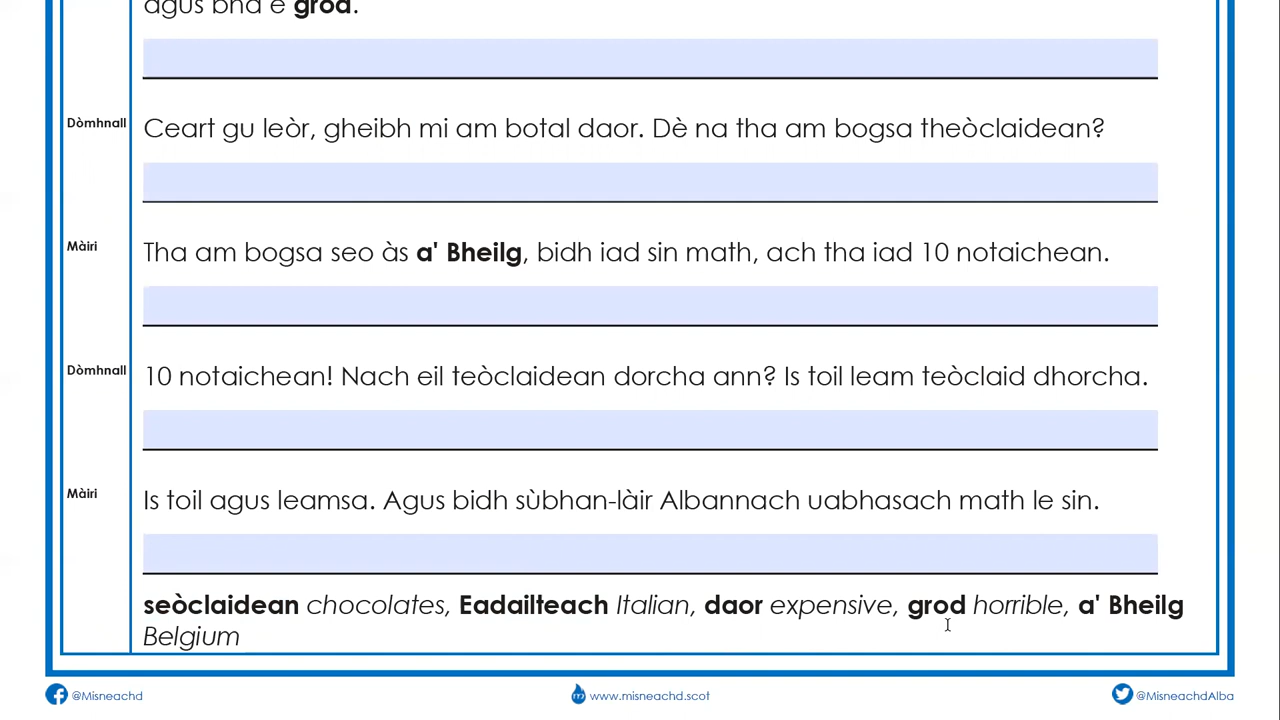 agus bha e grod.
Dòmhnall
Ceart gu leòr, gheibh mi am botal daor. Dè na tha am bogsa theòclaidean?
Màiri
Tha am bogsa seo às a' Bheilg, bidh iad sin math, ach tha iad 10 notaichean.
Dòmhnall
10 notaichean! Nach eil teòclaidean dorcha ann? Is toil leam teòclaid dhorcha.
Màiri
Is toil agus leamsa. Agus bidh sùbhan-làir Albannach uabhasach math le sin.
seòclaidean chocolates, Eadailteach Italian, daor expensive, grod horrible, a' Bheilg
Belgium
@Misneachd
www.misneachd.scot
@MisneachdAlba